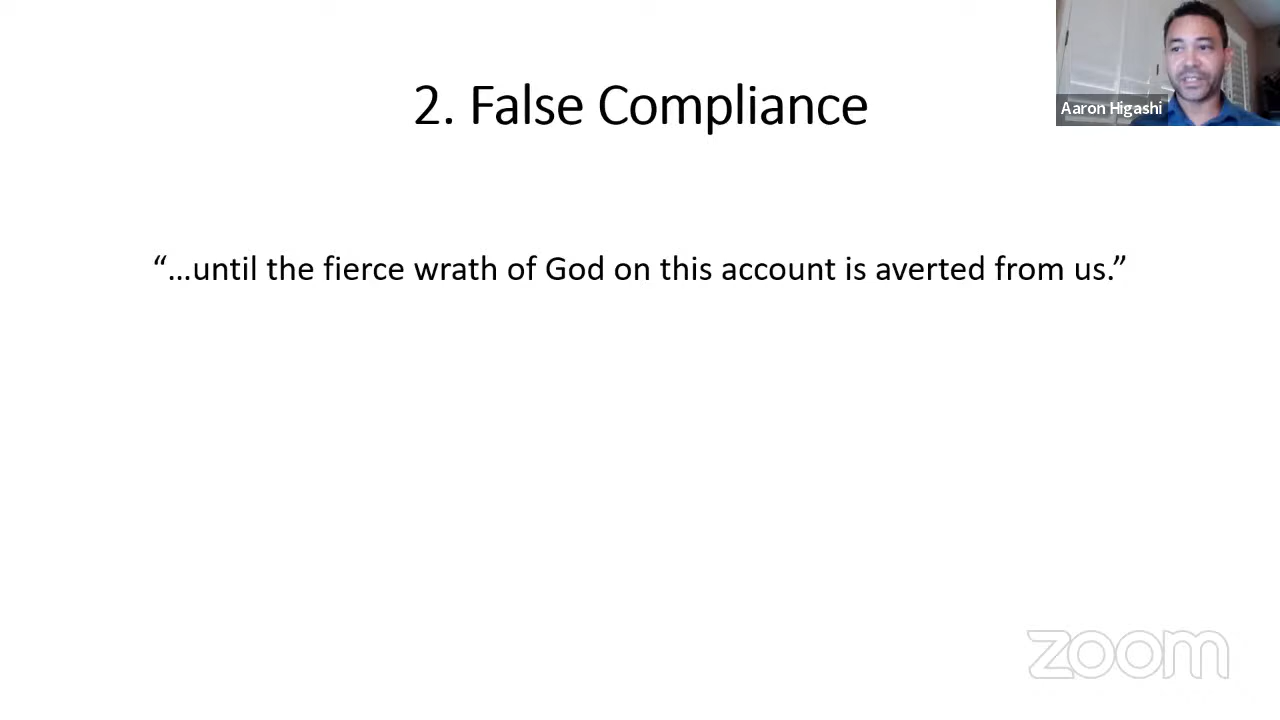 Aaron Higashi
2. False Compliance
“…until the fierce wrath of God on this account is averted from us.”
zoom